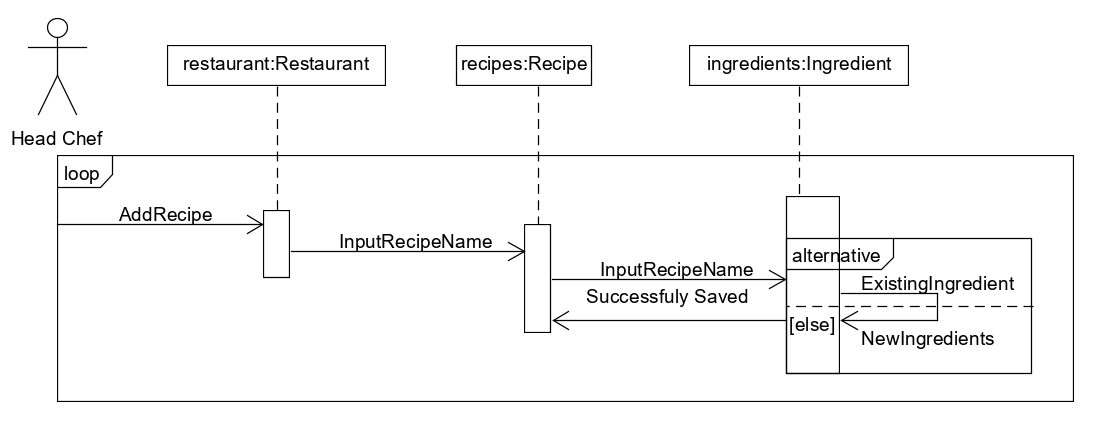 restaurant:Restaurant
recipes:Recipe
ingredients:Ingredient
Head Chef
loop
AddRecipe
InputRecipeName
alternative
InputRecipeName
ExistingIngredient
Successfuly Saved
[else]
NewIngredients